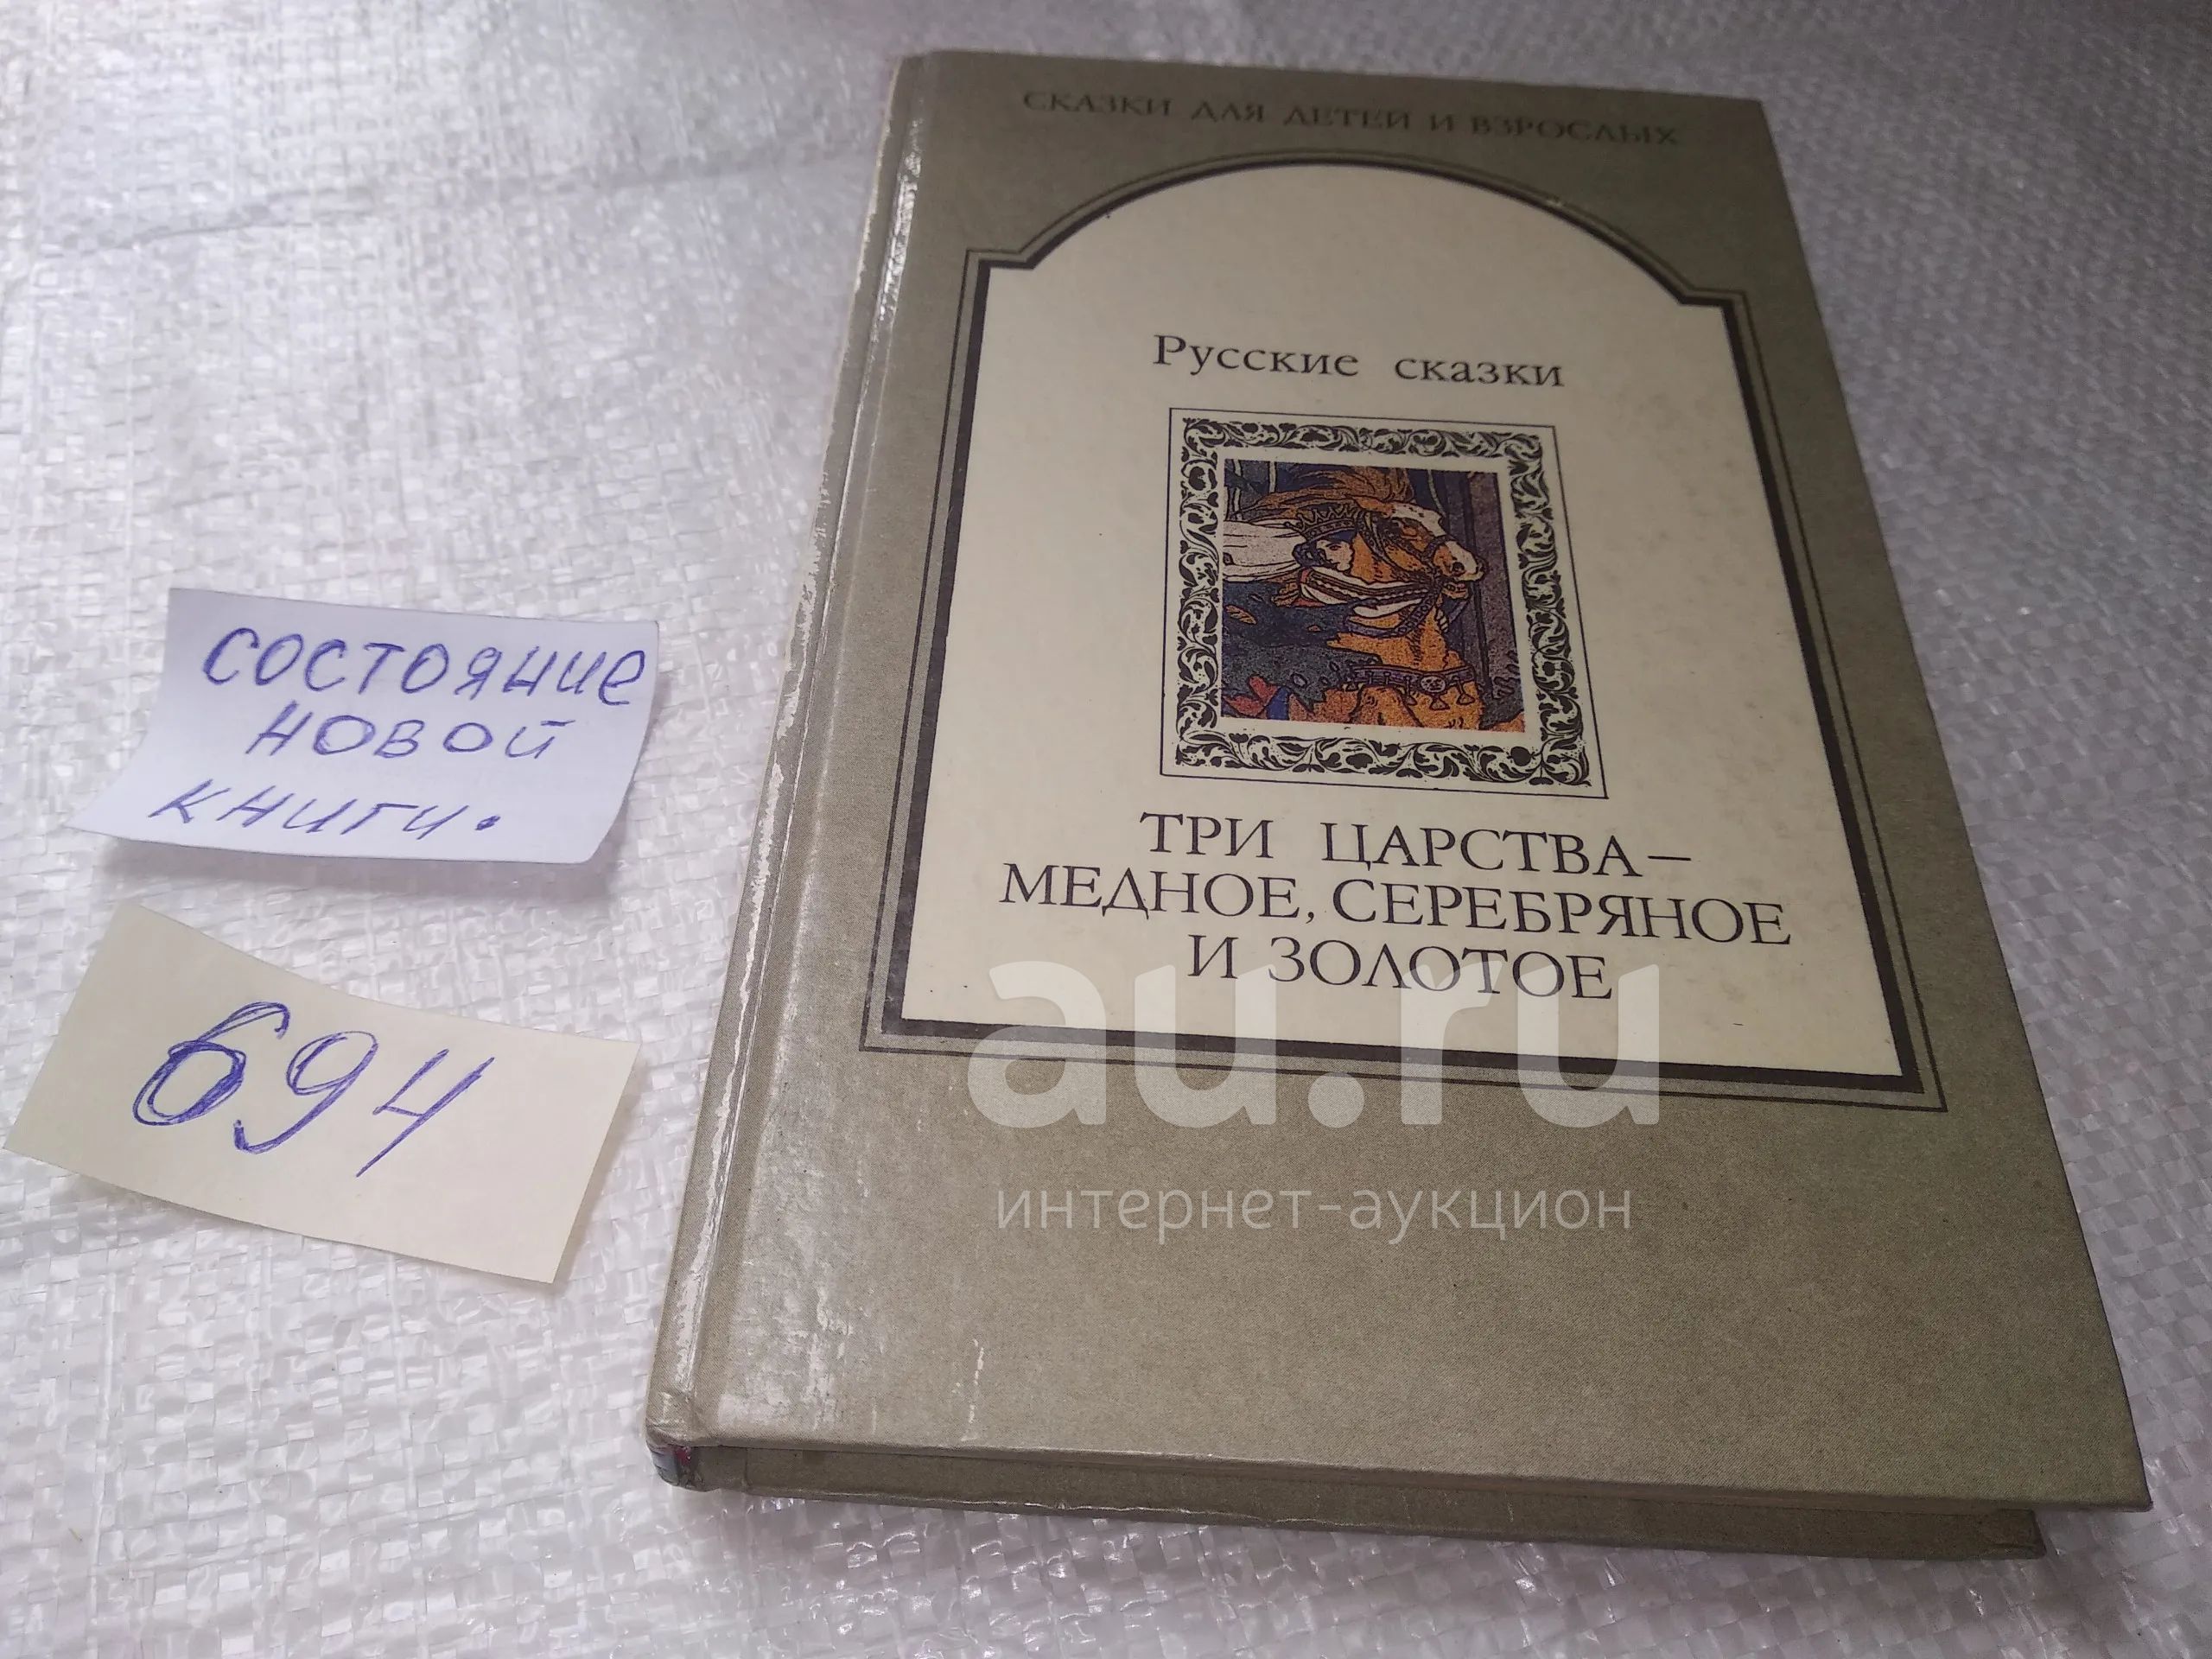 СКАЗКИ ДЛЯ ДЕТЕЙ И ВЗРОСЛЫХ
Русские сказки
ТРИ ЦАРСТВА –
МЕДНОЕ, СЕРЕБРЯНОЕ
И ЗОЛОТОЕ
состояние
новой
книги.
694
au.ru
интернет-аукцион